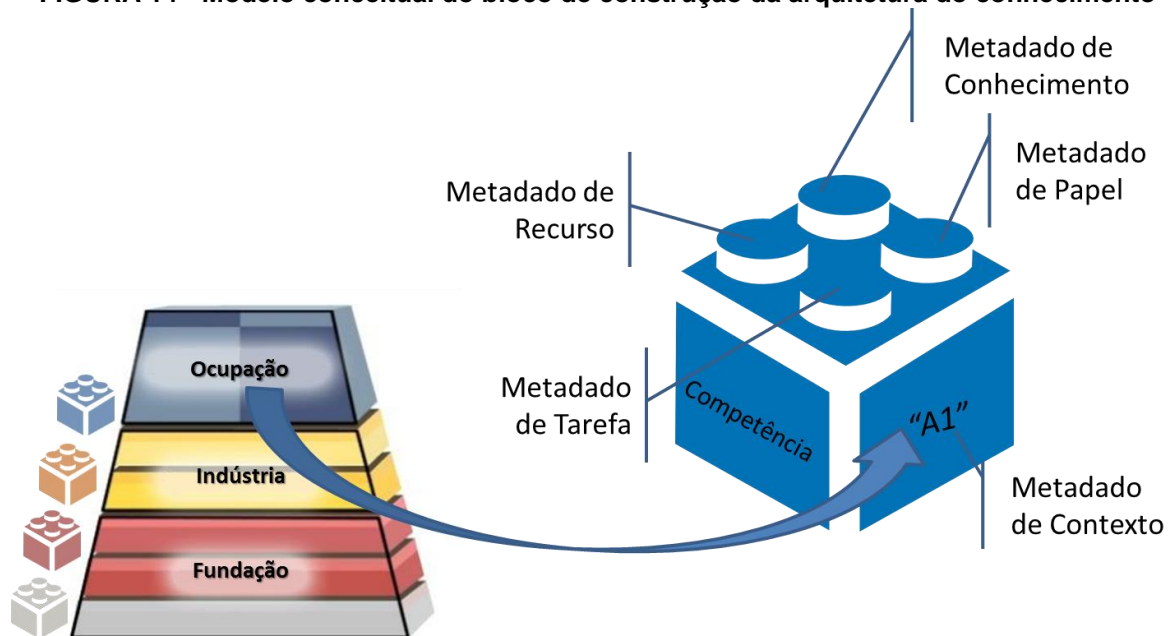 Metadado de
Conhecimento
Metadado
de Papel
Metadado de
Recurso
Ocupação
Metadado
de Tarefa
Competência
“A1”
Indústria
Metadado
de Contexto
Fundação